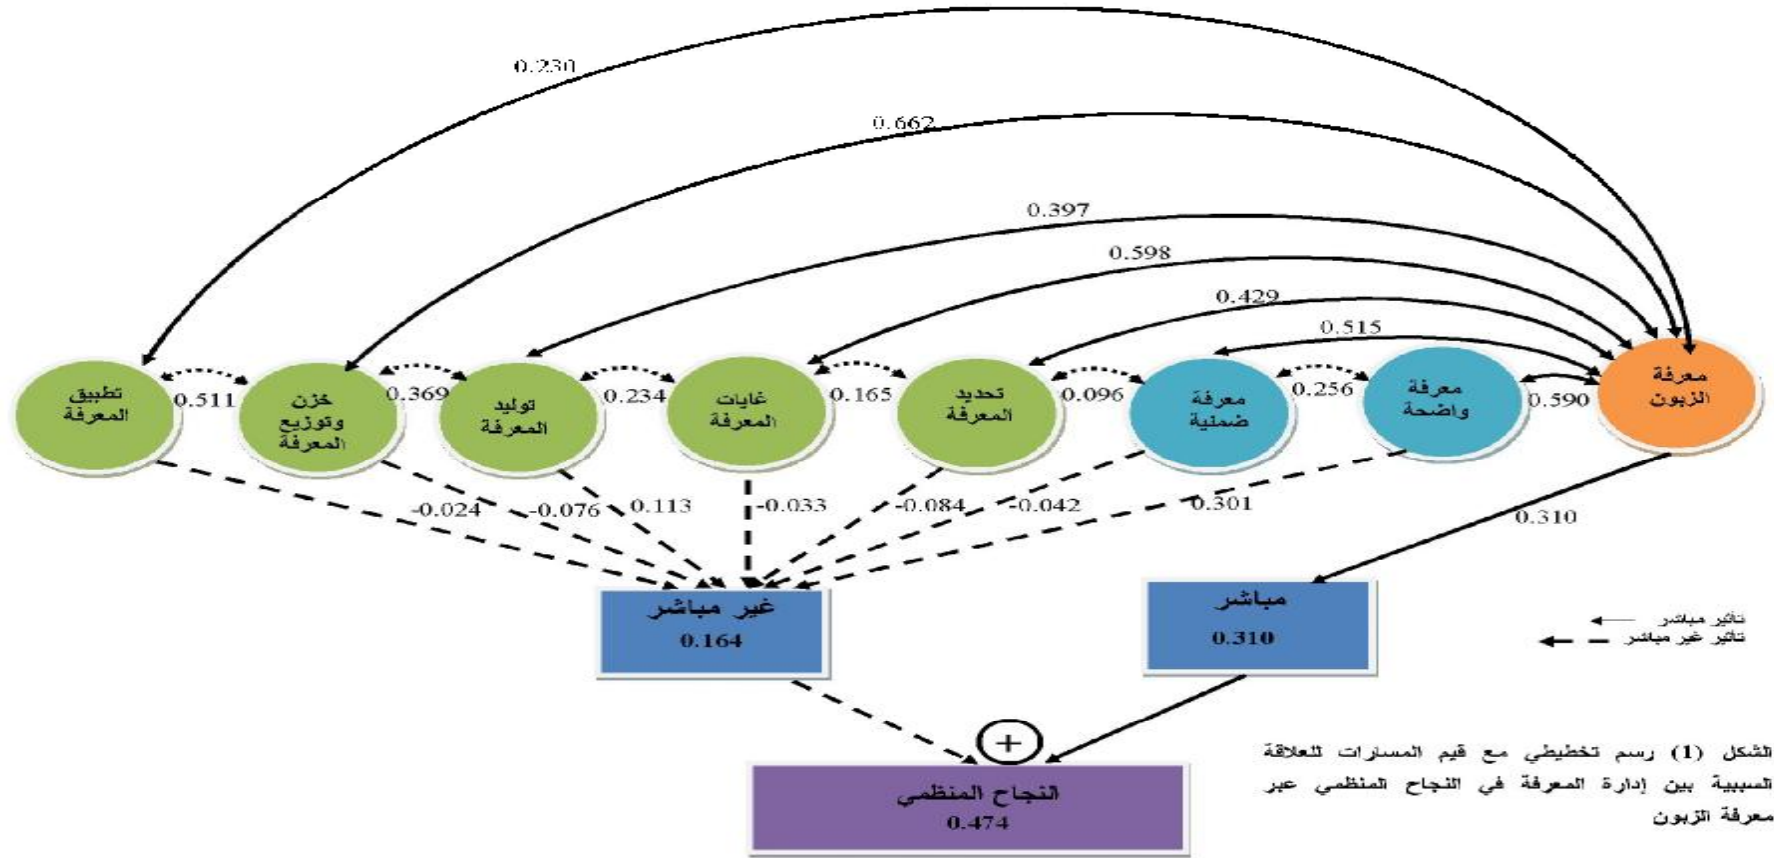 0.230
0.662
0.397
0.598
0.429
0.515
معرفة
الزبون
0.590
معرفة
واضحة
0.256
معرفة
ضمنية
0.096
تحديد
المعرفة
0.165
غايات
المعرفة
0.234
توليد
المعرفة
0.369
خزن
وتوزيع
المعرفة
0.511
تطبيق
المعرفة
0.310
0.301
-0.042
-0.084
-0.033
0.113
-0.076
-0.024
مباشر
0.310
غير مباشر
0.164
تأثير مباشر
تأثير غير مباشر
+
النجاح المنظمي
0.474
الشكل (1) رسم تخطيطي مع قيم المسارات للعلاقة
السببية بين إدارة المعرفة في النجاح المنظمي عبر
معرفة الزبون